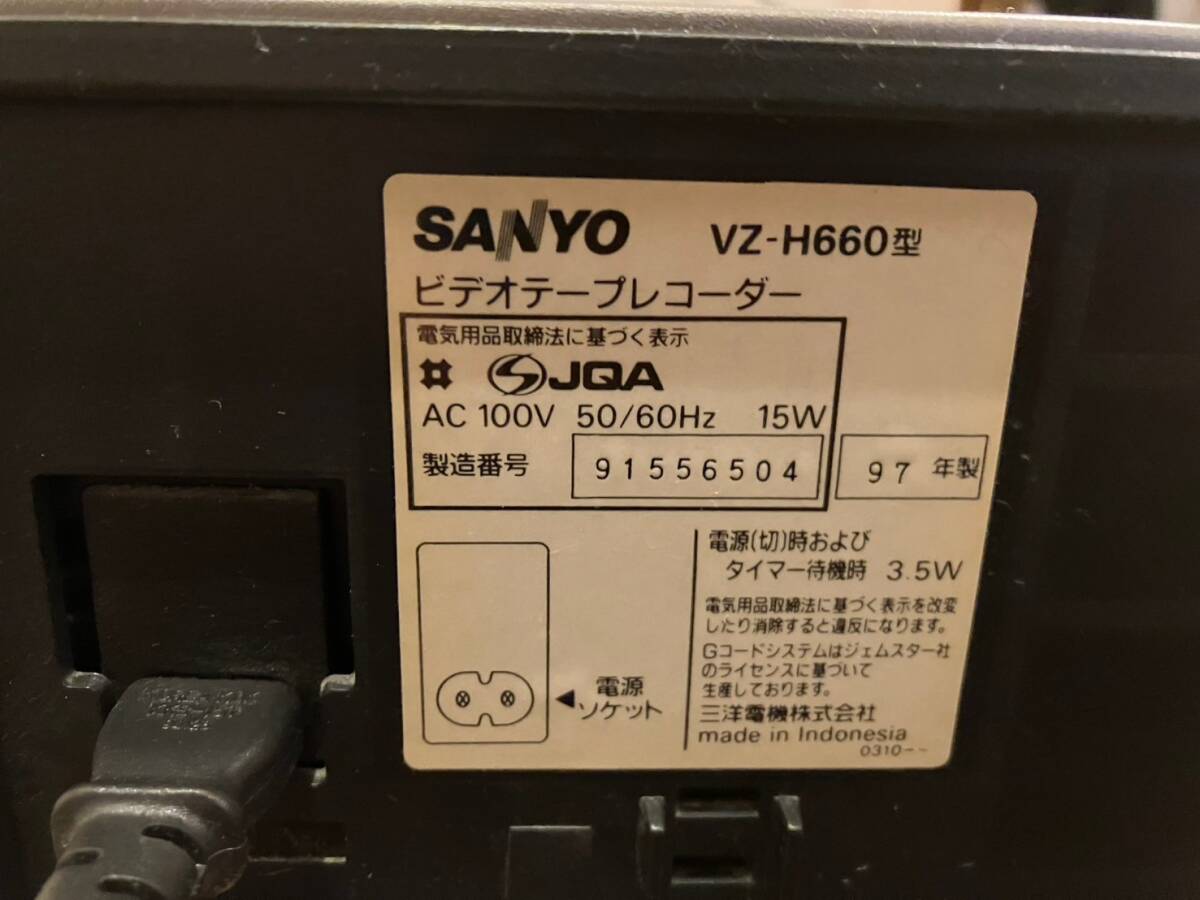 SANYO VZ-H660型
ビデオテープレコーダー
電気用品取締法に基づく表示
JQA
AC 100V 50/60Hz 15W
製造番号 91556504 97 年製
電源(切)時および
タイマー待機時 3.5W
電気用品取締法に基づく表示を改変
したり消除すると違反になります。
Gコードシステムはジェムスター社
のライセンスに基づいて
生産しております。
三洋電機株式会社
made in Indonesia
0310--
電源
ソケット